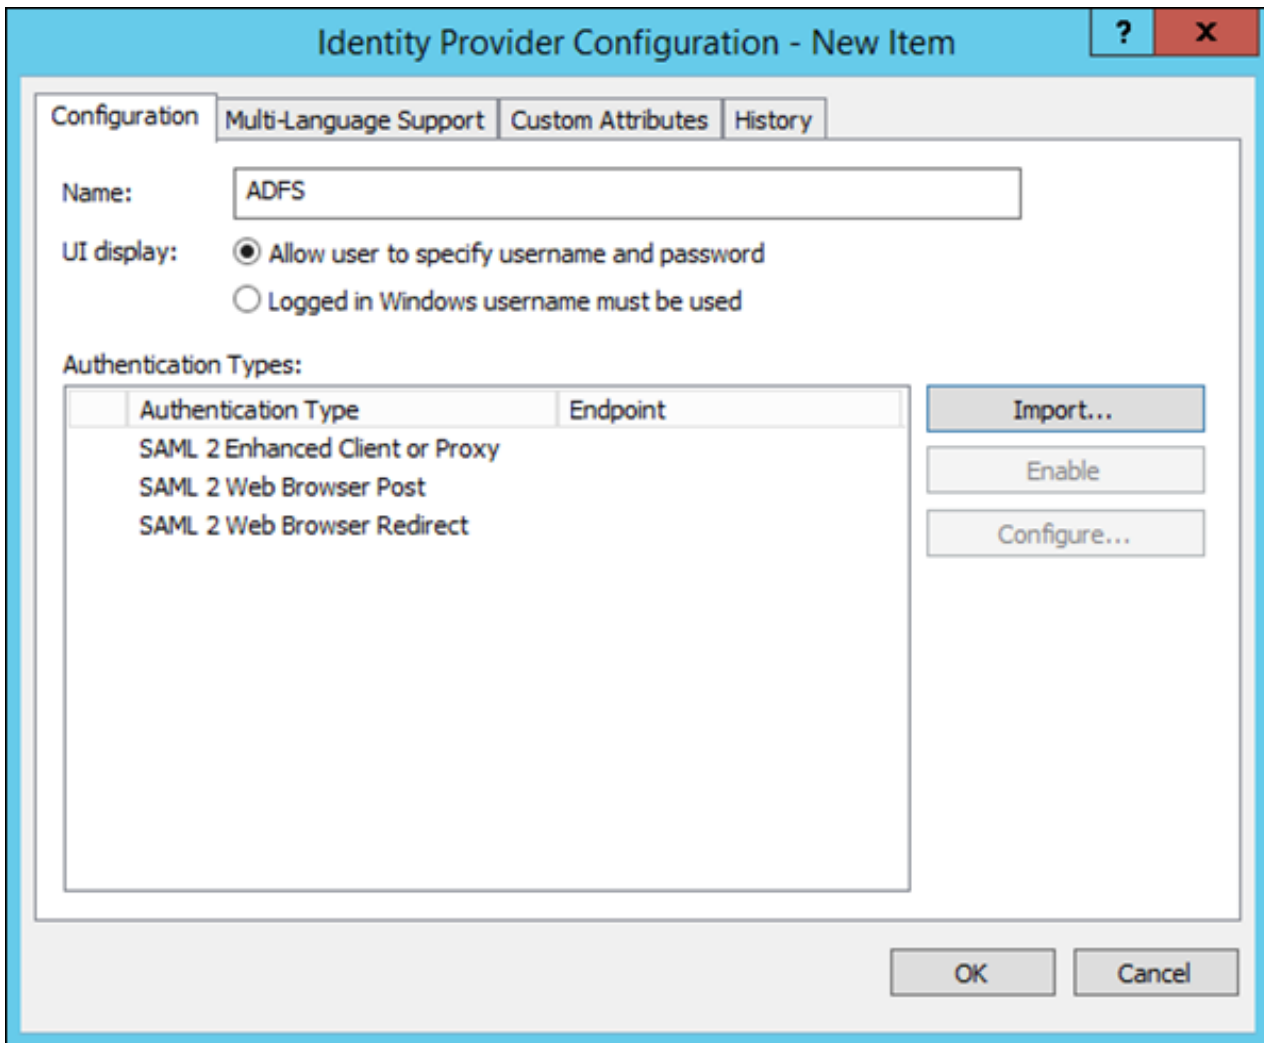 Identity Provider Configuration - New Item
? x
Configuration Multi-Language Support Custom Attributes History
Name: ADFS
UI display: Allow user to specify username and password
Logged in Windows username must be used
Authentication Types:
Authentication Type Endpoint Import...
SAML 2 Enhanced Client or Proxy Enable
SAML 2 Web Browser Post
SAML 2 Web Browser Redirect Configure...
OK Cancel